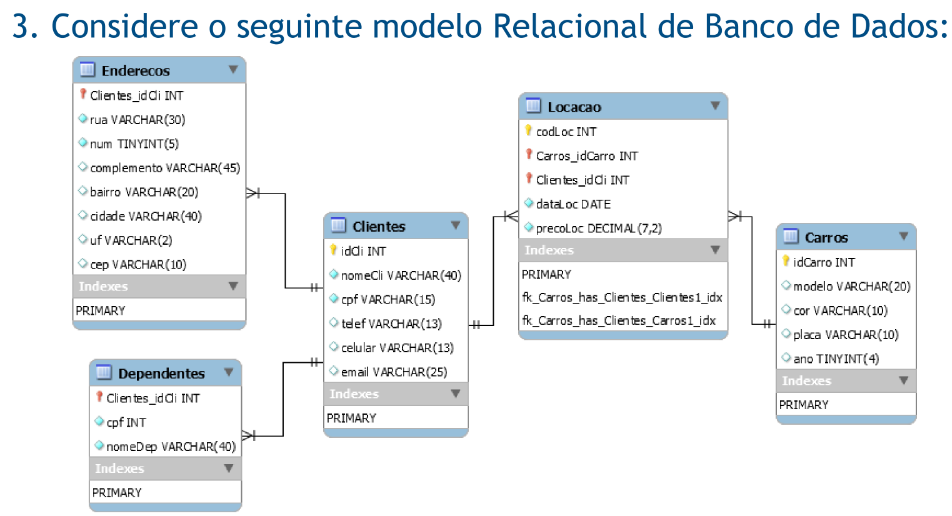 3. Considere o seguinte modelo Relacional de Banco de Dados:
Enderecos
Clientes_idCli INT
rua VARCHAR(30)
num TINYINT(5)
complemento VARCHAR(45)
bairro VARCHAR(20)
cidade VARCHAR(40)
uf VARCHAR(2)
cep VARCHAR(10)
Indexes
PRIMARY
Dependentes
Clientes_idCli INT
cpf INT
nomeDep VARCHAR(40)
Indexes
PRIMARY
Clientes
idCli INT
nomeCli VARCHAR(40)
cpf VARCHAR(15)
telef VARCHAR(13)
celular VARCHAR(13)
email VARCHAR(25)
Indexes
PRIMARY
Locacao
codLoc INT
Carros_idCarro INT
Clientes_idCli INT
dataLoc DATE
precoLoc DECIMAL(7,2)
Indexes
PRIMARY
fk_Carros_has_Clientes_Clientes1_idx
fk_Carros_has_Clientes_Carros1_idx
Carros
idCarro INT
modelo VARCHAR(20)
cor VARCHAR(10)
placa VARCHAR(10)
ano TINYINT(4)
Indexes
PRIMARY